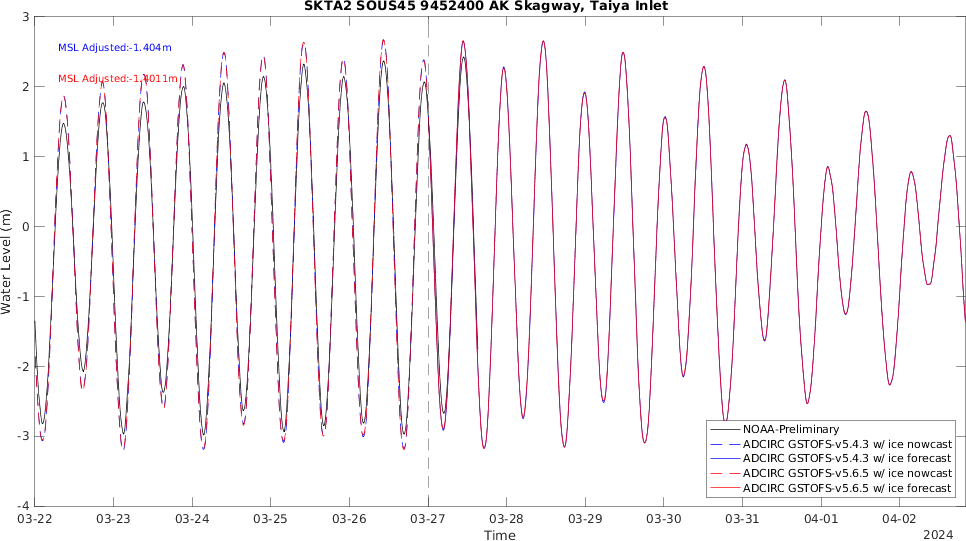 SKTA2 SOUS45 9452400 AK Skagway, Taiya Inlet
MSL Adjusted:-1.404m
MSL Adjusted:-1.4011m
3
2
1
0
-1
-2
-3
-4
Water Level (m)
NOAA-Preliminary
ADCIRC GSTOFS-v5.4.3 w/ ice nowcast
ADCIRC GSTOFS-v5.4.3 w/ ice forecast
ADCIRC GSTOFS-v5.6.5 w/ ice nowcast
ADCIRC GSTOFS-v5.6.5 w/ ice forecast
03-22 03-23 03-24 03-25 03-26 03-27 03-28 03-29 03-30 03-31 04-01 04-02
Time
2024